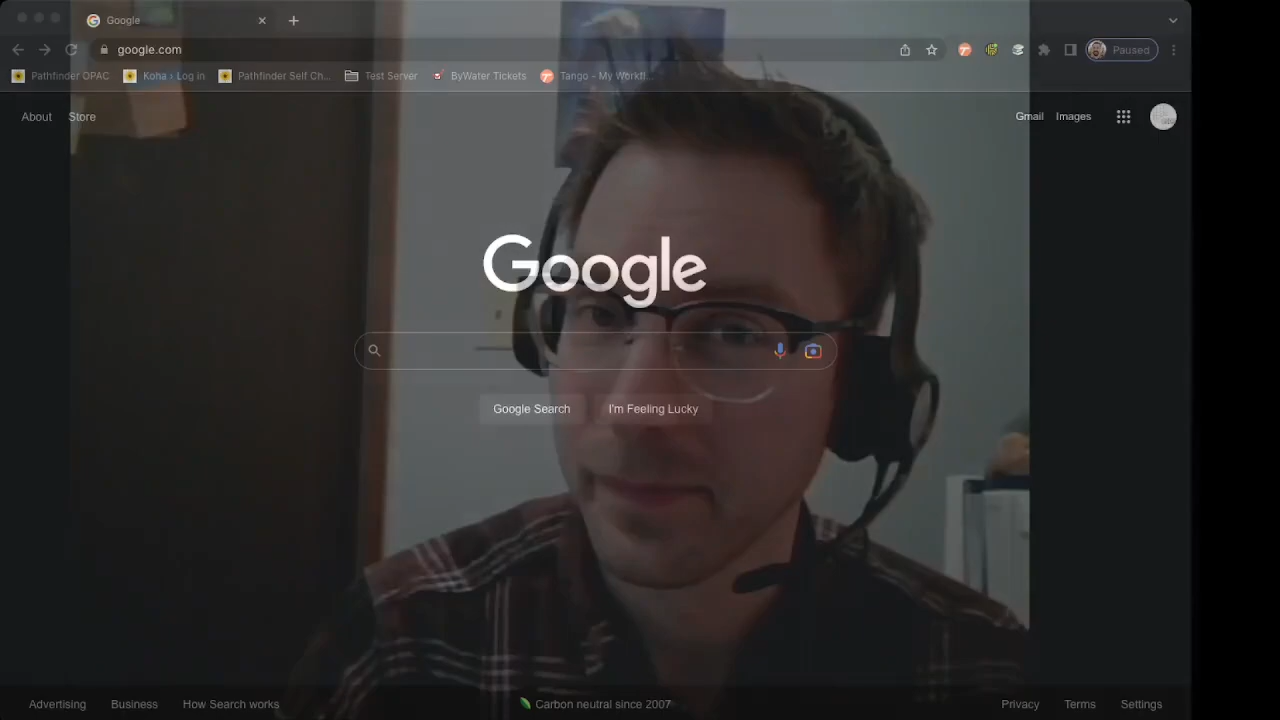 Google
google.com
Paused
Pathfinder OPAC
Koha › Log in
Pathfinder Self Ch...
Test Server
ByWater Tickets
Tango - My Workfl...
About
Store
Gmail
Images
Google
Google Search
I'm Feeling Lucky
Advertising
Business
How Search works
Carbon neutral since 2007
Privacy
Terms
Settings